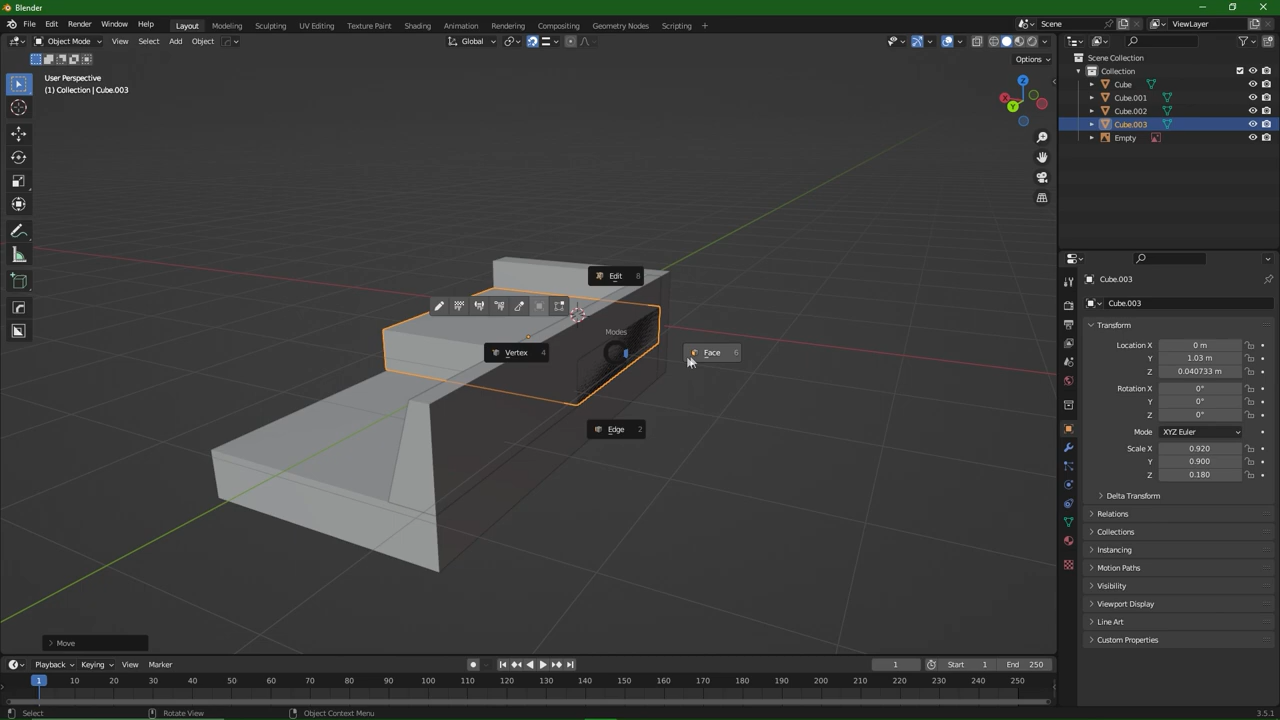 Blender
File Edit Render Window Help Layout Modeling Sculpting UV Editing Texture Paint Shading Animation Rendering Compositing Geometry Nodes Scripting + Scene ViewLayer
Object Mode View Select Add Object Global
Options
User Perspective
(1) Collection | Cube.003
Scene Collection
Collection
Cube
Cube.001
Cube.002
Cube.003
Empty
X
Y
Z
Edit 8
Modes
Vertex 4
Face 6
Edge 2
Cube.003
Cube.003
Transform
Location X 0 m
Y 1.03 m
Z 0.040733 m
Rotation X 0°
Y 0°
Z 0°
Mode XYZ Euler
Scale X 0.920
Y 0.900
Z 0.180
Delta Transform
Relations
Collections
Instancing
Motion Paths
Visibility
Viewport Display
Line Art
Custom Properties
Move
Playback Keying View Marker 1 Start 1 End 250
1 10 20 30 40 50 60 70 80 90 100 110 120 130 140 150 160 170 180 190 200 210 220 230 240 250
Select Rotate View Object Context Menu 3.5.1